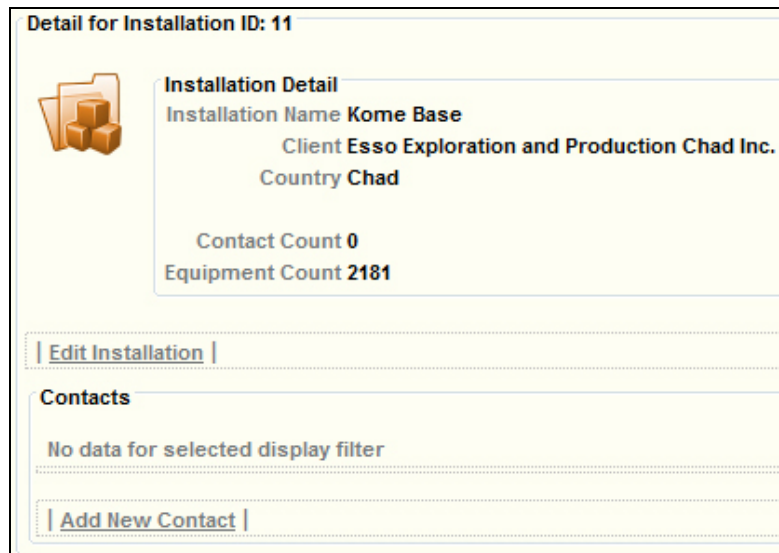 Detail for Installation ID: 11
Installation Detail
Installation Name Kome Base
Client Esso Exploration and Production Chad Inc.
Country Chad
Contact Count 0
Equipment Count 2181
| Edit Installation |
Contacts
No data for selected display filter
| Add New Contact |